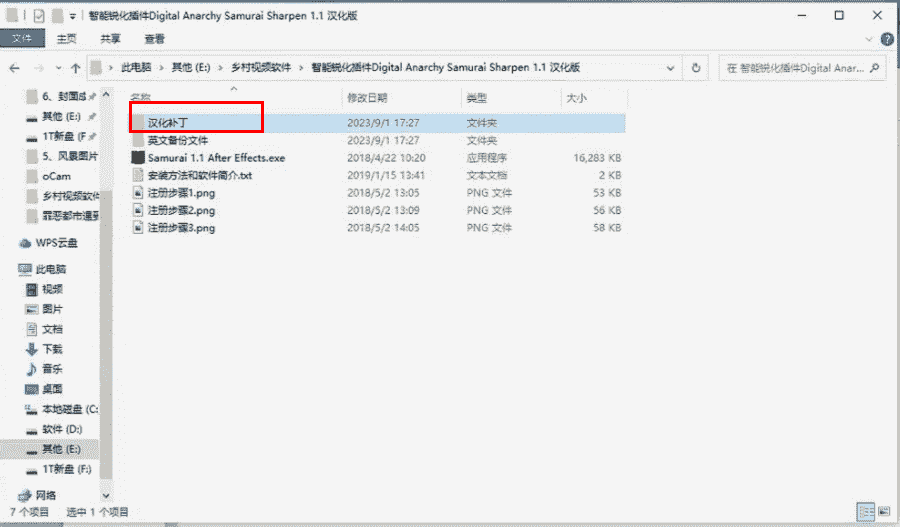 智能锐化插件Digital Anarchy Samurai Sharpen 1.1 汉化版
文件 主页 共享 查看
此电脑 > 其他 (E:) > 乡村视频软件 > 智能锐化插件Digital Anarchy Samurai Sharpen 1.1 汉化版
在 智能锐化插件Digital Anar...
名称 修改日期 类型 大小
汉化补丁 2023/9/1 17:27 文件夹
英文备份文件 2023/9/1 17:27 文件夹
Samurai 1.1 After Effects.exe 2018/4/22 10:20 应用程序 16,283 KB
安装方法和软件简介.txt 2019/1/15 13:41 文本文档 2 KB
注册步骤1.png 2018/5/2 13:05 PNG 文件 53 KB
注册步骤2.png 2018/5/2 13:09 PNG 文件 56 KB
注册步骤3.png 2018/5/2 14:05 PNG 文件 58 KB
6、封面成
其他 (E:)
1T新盘 (F
5、风景图片
oCam
乡村视频软件
罪恶都市遇到
WPS云盘
此电脑
视频
图片
文档
下载
音乐
桌面
本地磁盘 (C:
软件 (D:)
其他 (E:)
1T新盘 (F:)
网络
7 个项目 选中 1 个项目